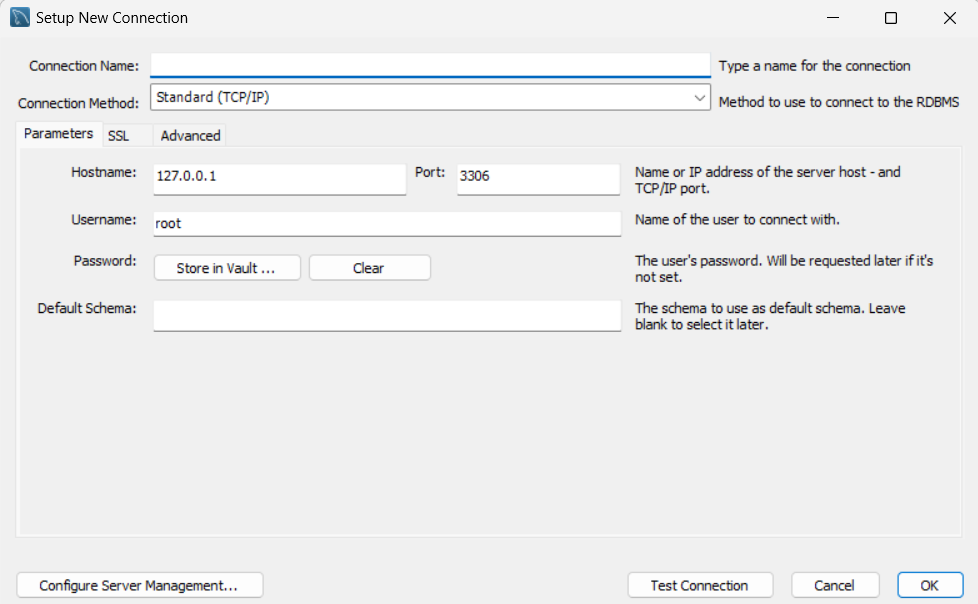 Setup New Connection
Connection Name:
Type a name for the connection
Connection Method:
Standard (TCP/IP)
Method to use to connect to the RDBMS
Parameters
SSL
Advanced
Hostname:
127.0.0.1
Port:
3306
Name or IP address of the server host - and
TCP/IP port.
Username:
root
Name of the user to connect with.
Password:
Store in Vault ...
Clear
The user's password. Will be requested later if it's
not set.
Default Schema:
The schema to use as default schema. Leave
blank to select it later.
Configure Server Management...
Test Connection
Cancel
OK